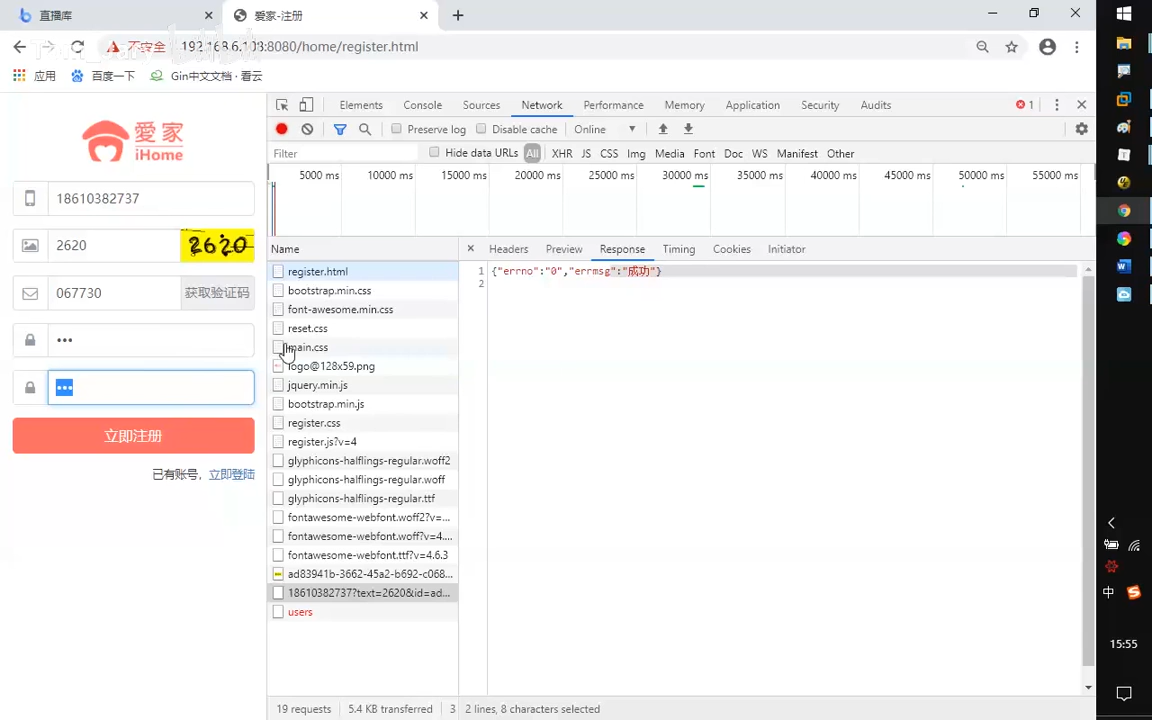 直播库
爱家-注册
不安全
192.168.6.108:8080/home/register.html
应用
百度一下
Gin中文文档 · 看云
愛家
iHome
18610382737
2620
2620
067730
获取验证码
•••
•••
立即注册
已有账号，立即登陆
Elements Console Sources Network Performance Memory Application Security Audits
1
Preserve log Disable cache Online
Filter
Hide data URLs All XHR JS CSS Img Media Font Doc WS Manifest Other
5000 ms 10000 ms 15000 ms 20000 ms 25000 ms 30000 ms 35000 ms 40000 ms 45000 ms 50000 ms 55000 ms
Name
register.html
bootstrap.min.css
font-awesome.min.css
reset.css
main.css
logo@128x59.png
jquery.min.js
bootstrap.min.js
register.css
register.js?v=4
glyphicons-halflings-regular.woff2
glyphicons-halflings-regular.woff
glyphicons-halflings-regular.ttf
fontawesome-webfont.woff2?v=...
fontawesome-webfont.woff?v=4....
fontawesome-webfont.ttf?v=4.6.3
ad83941b-3662-45a2-b692-c068...
18610382737?text=2620&id=ad...
users
Headers Preview Response Timing Cookies Initiator
1 {"errno":"0","errmsg":"成功"}
2
19 requests 5.4 KB transferred 3
2 lines, 8 characters selected
中
15:55